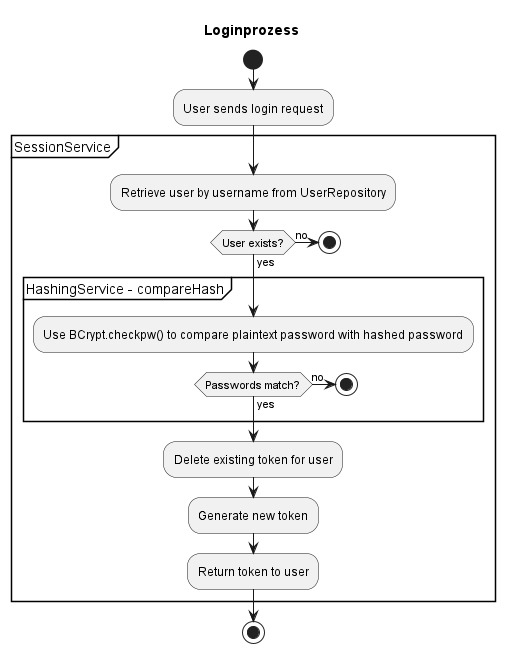 Loginprozess
User sends login request
SessionService
Retrieve user by username from UserRepository
User exists?
no
yes
HashingService - compareHash
Use BCrypt.checkpw() to compare plaintext password with hashed password
Passwords match?
no
yes
Delete existing token for user
Generate new token
Return token to user